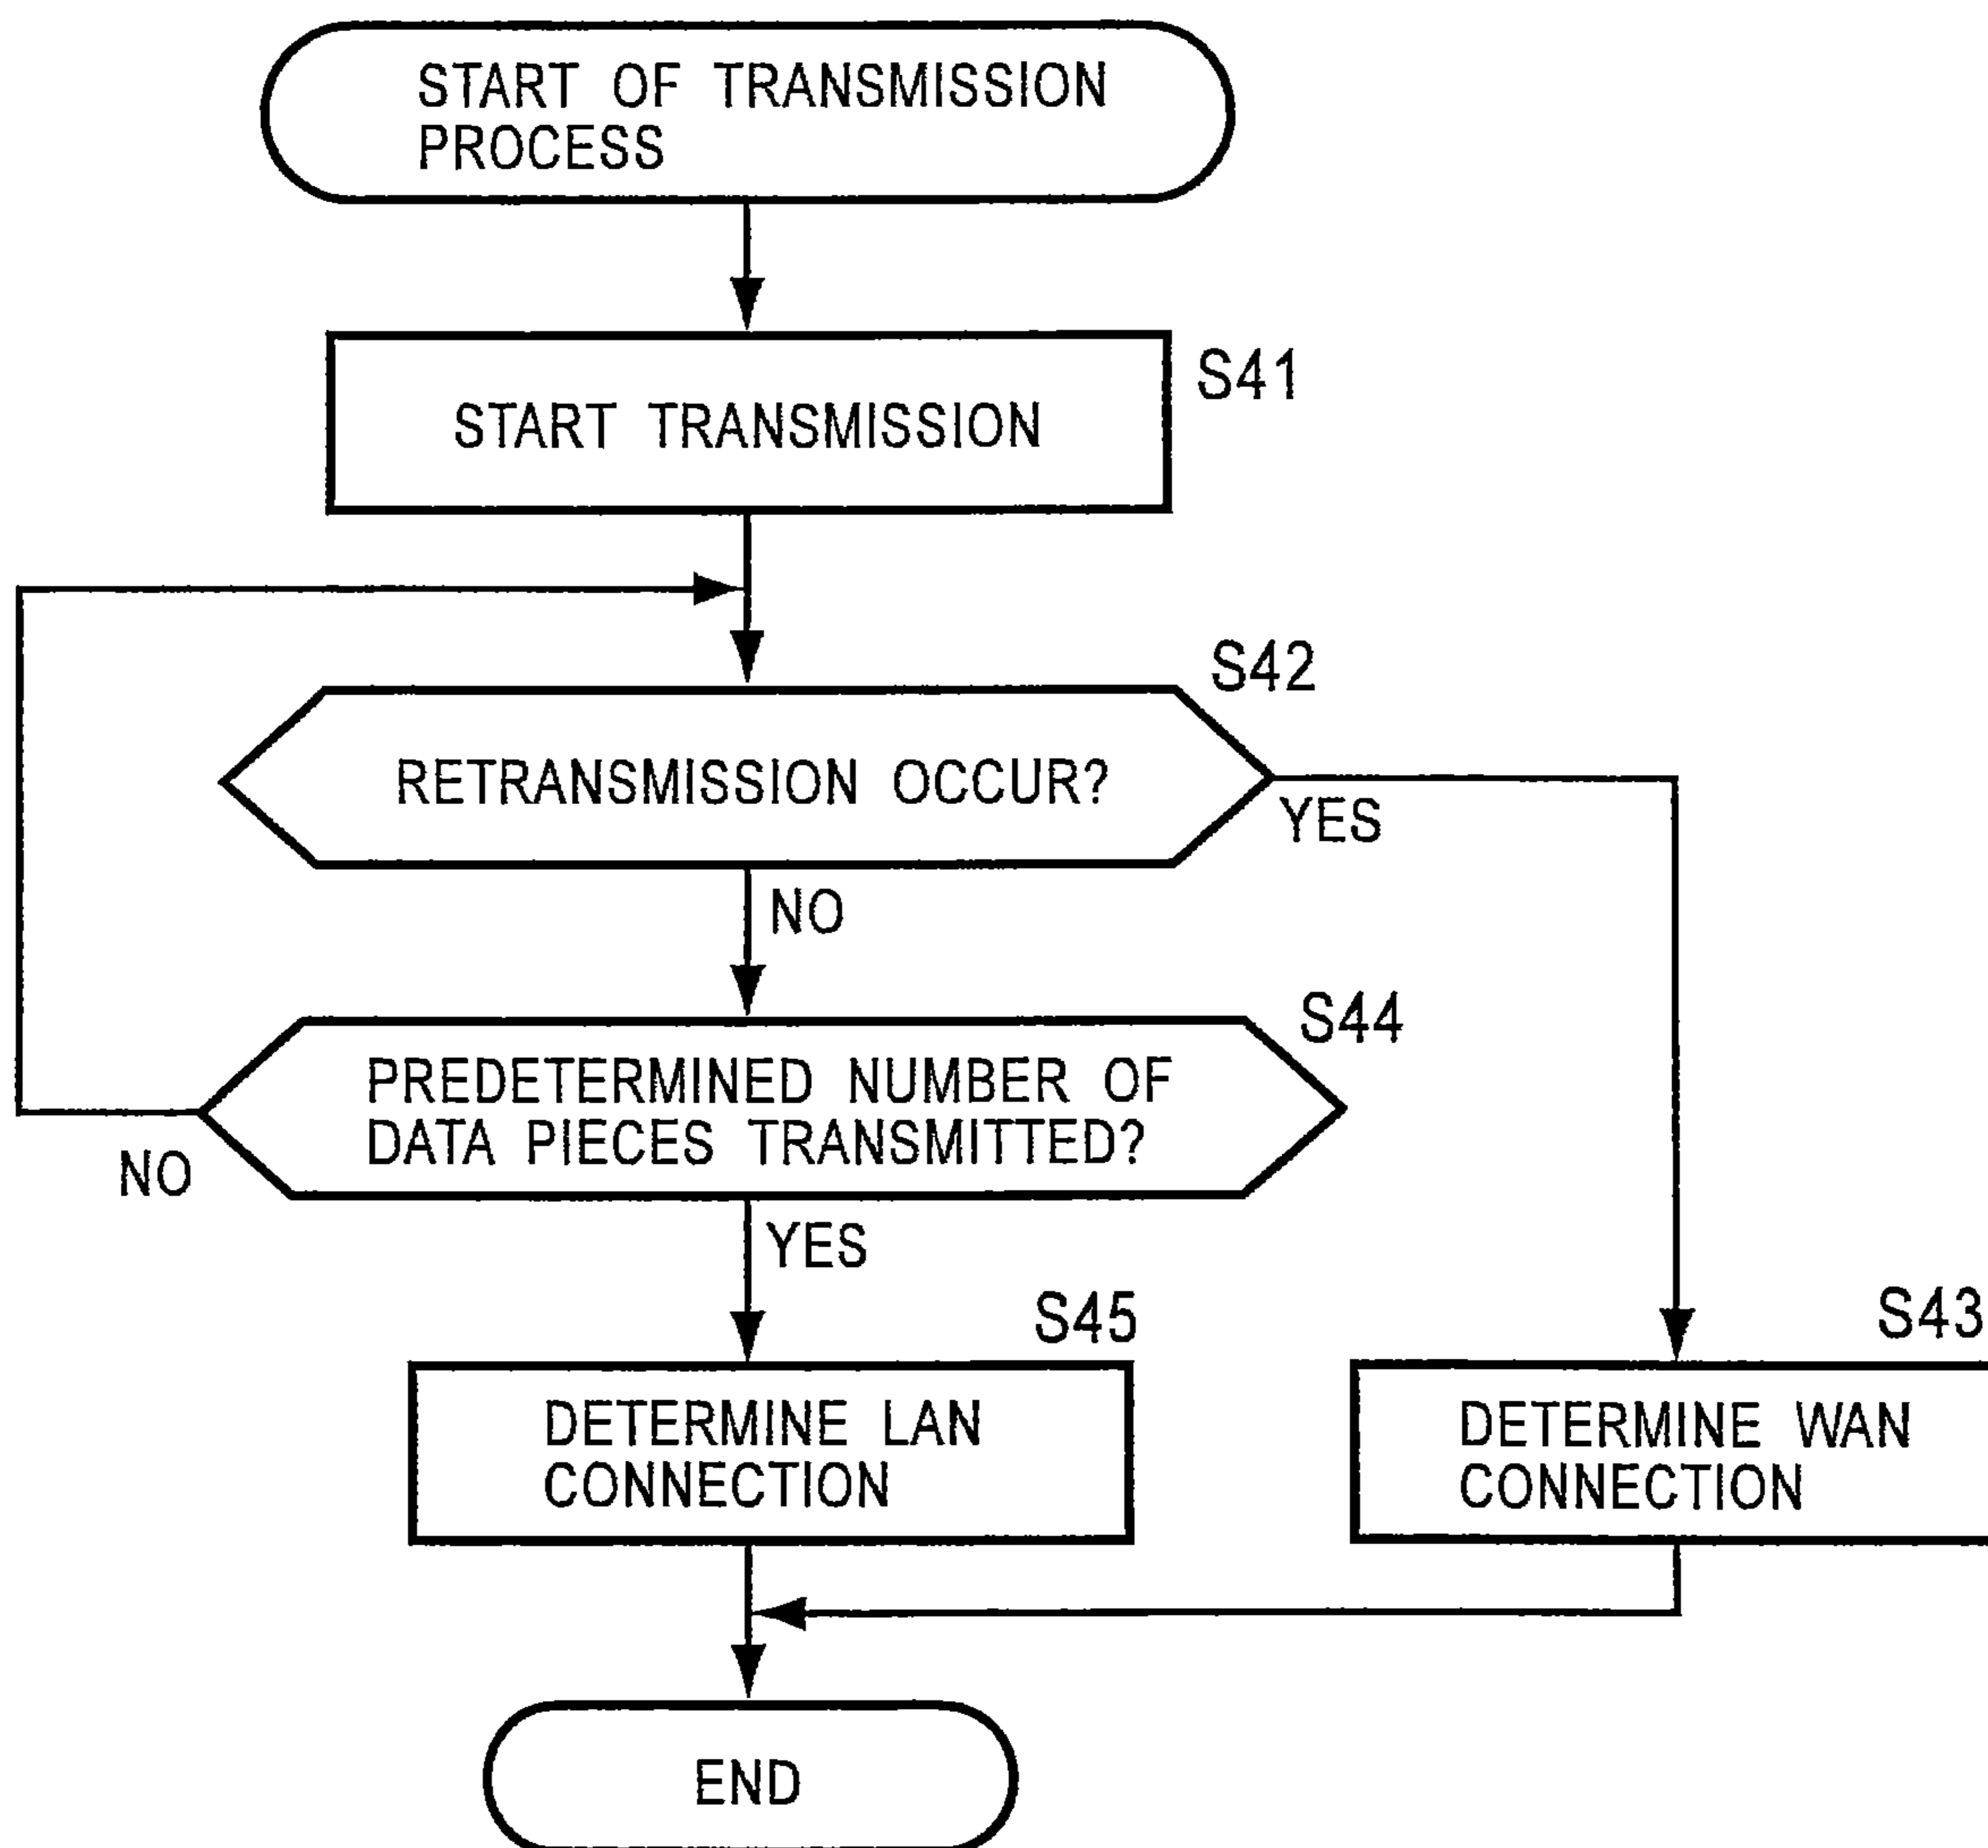 START OF TRANSMISSION
PROCESS
S41
START TRANSMISSION
S42
RETRANSMISSION OCCUR?
YES
NO
S44
PREDETERMINED NUMBER OF
DATA PIECES TRANSMITTED?
NO
YES
S45
S43
DETERMINE LAN
CONNECTION
DETERMINE WAN
CONNECTION
END